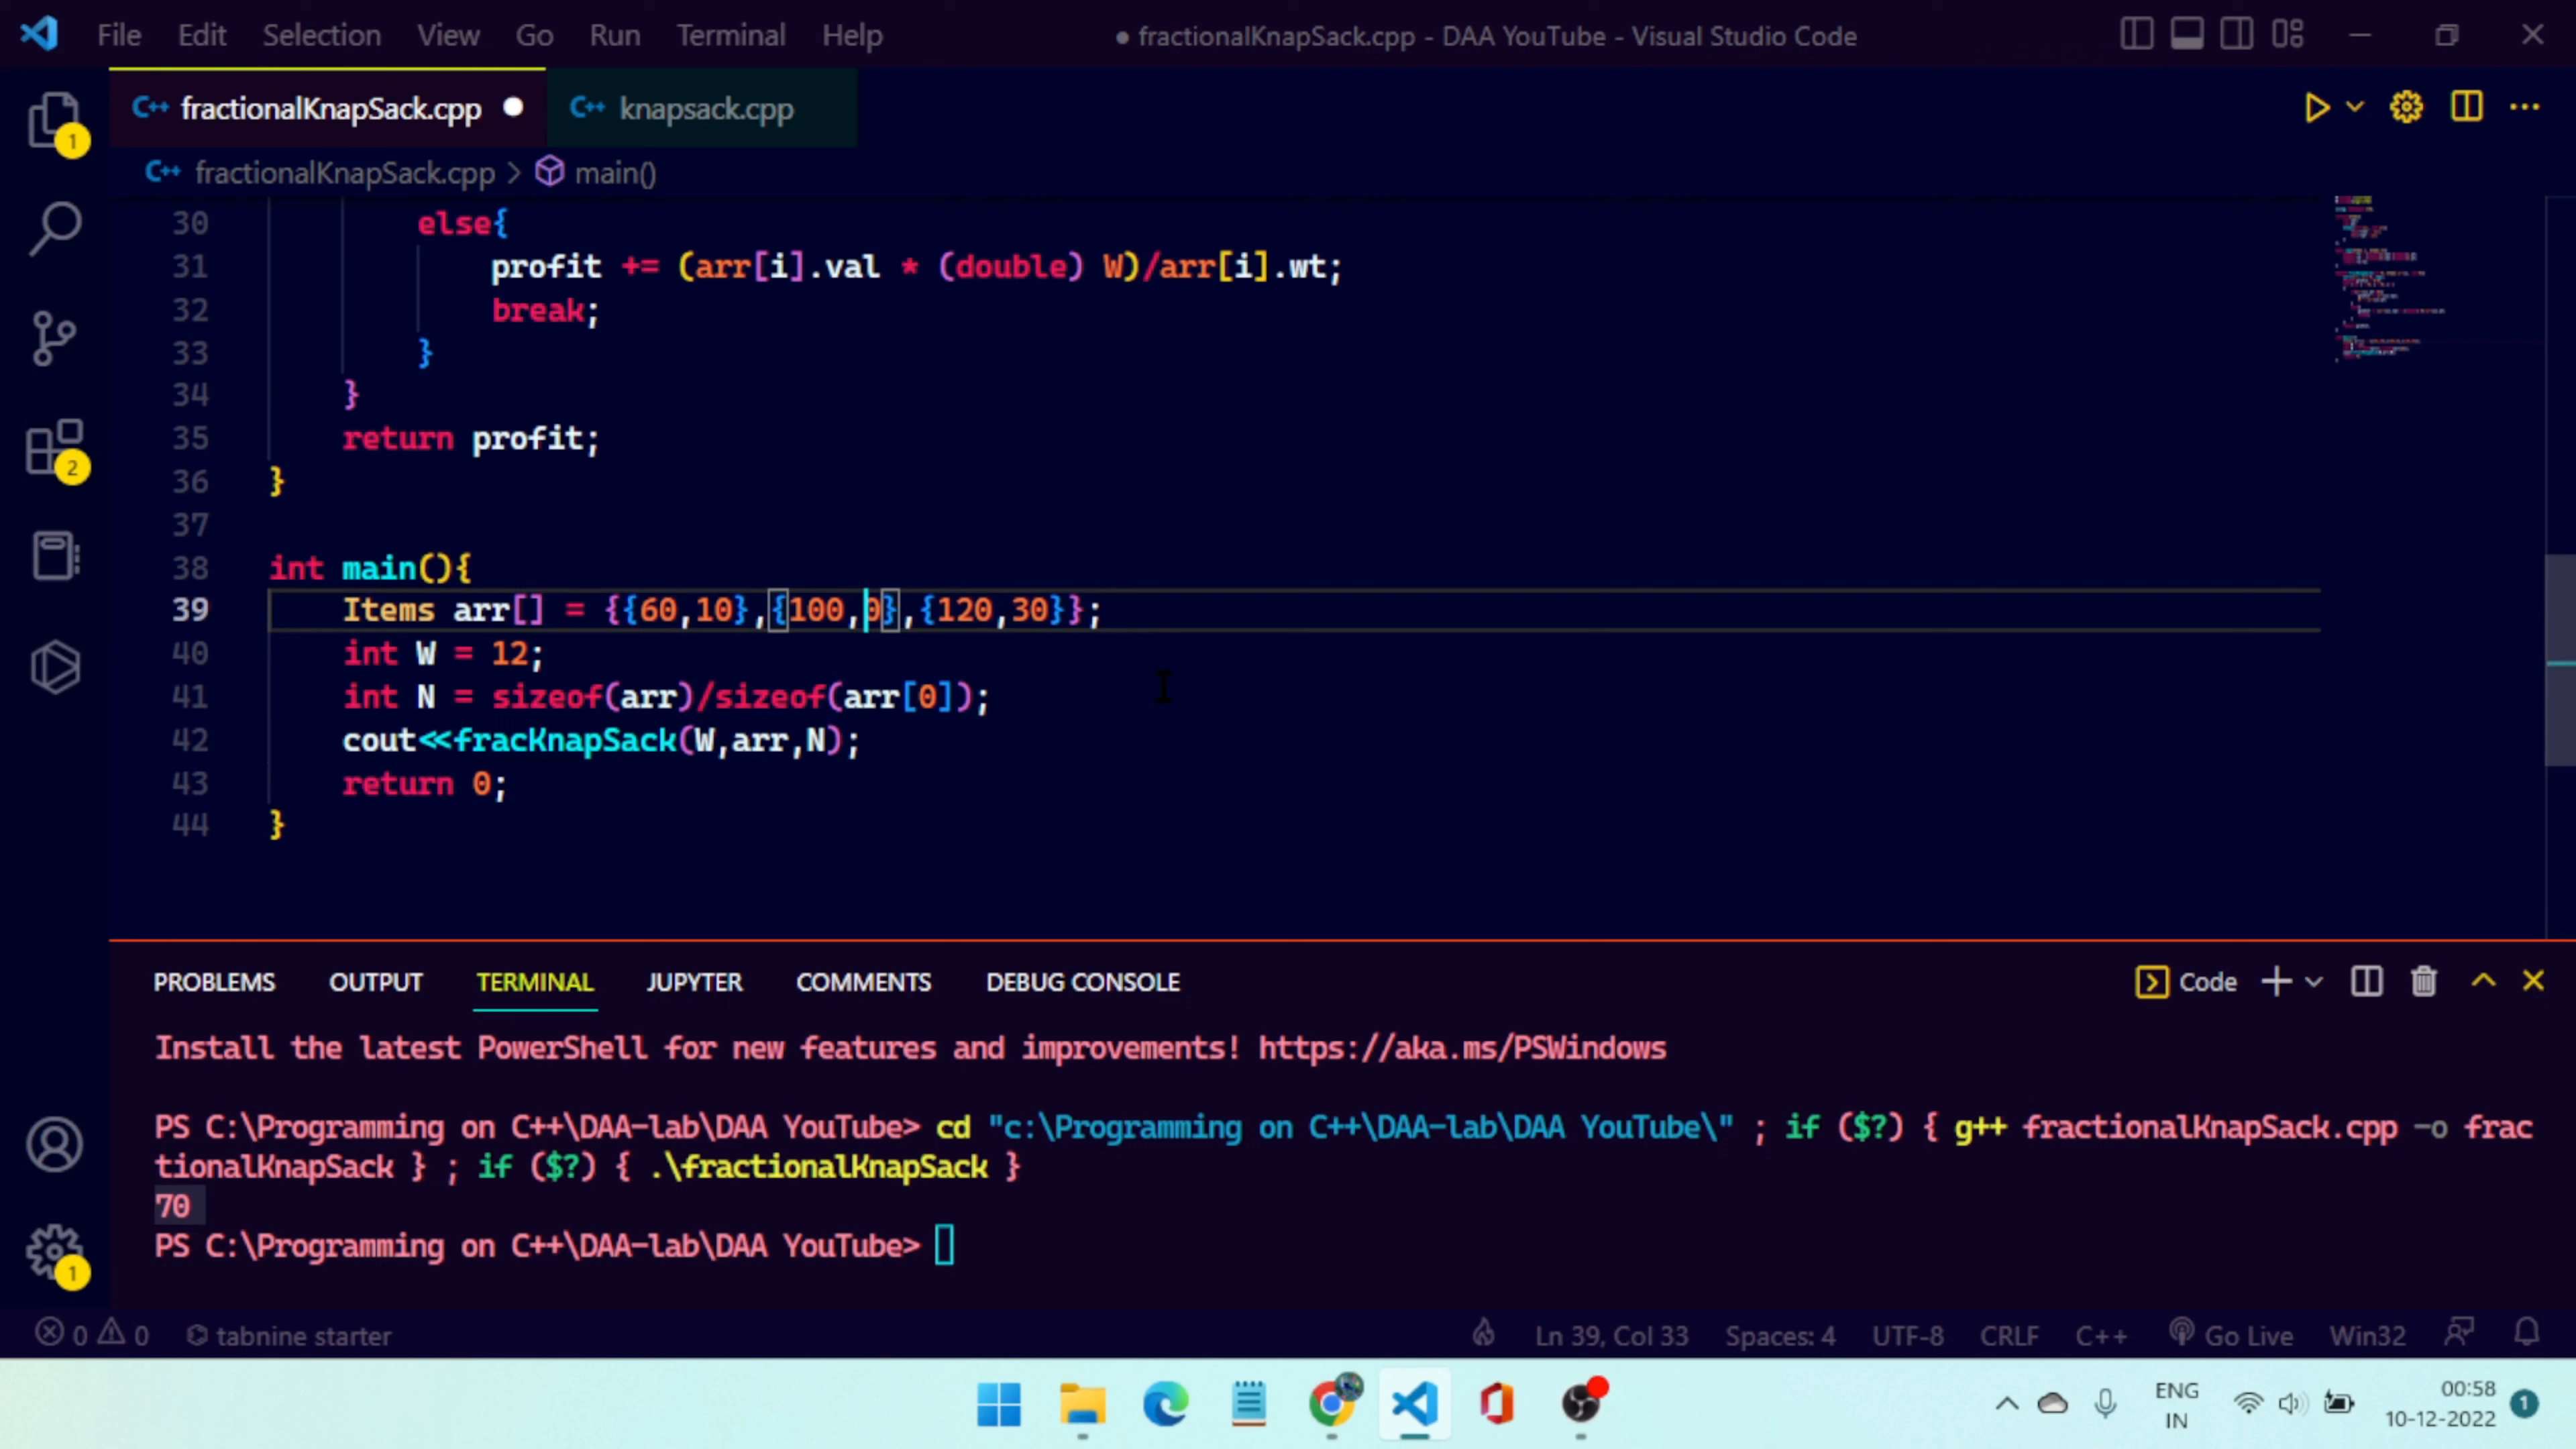 File Edit Selection View Go Run Terminal Help ● fractionalKnapSack.cpp - DAA YouTube - Visual Studio Code
C++ fractionalKnapSack.cpp ● C++ knapsack.cpp
C++ fractionalKnapSack.cpp > main()
30 else{
31 profit += (arr[i].val * (double) W)/arr[i].wt;
32 break;
33 }
34 }
35 return profit;
36 }
37
38 int main(){
39 Items arr[] = {{60,10},{100,0},{120,30}};
40 int W = 12;
41 int N = sizeof(arr)/sizeof(arr[0]);
42 cout<<fracKnapSack(W,arr,N);
43 return 0;
44 }
1
2
1
PROBLEMS OUTPUT TERMINAL JUPYTER COMMENTS DEBUG CONSOLE Code
Install the latest PowerShell for new features and improvements! https://aka.ms/PSWindows
PS C:\Programming on C++\DAA-lab\DAA YouTube> cd "c:\Programming on C++\DAA-lab\DAA YouTube\" ; if ($?) { g++ fractionalKnapSack.cpp -o frac
tionalKnapSack } ; if ($?) { .\fractionalKnapSack }
70
PS C:\Programming on C++\DAA-lab\DAA YouTube>
0 0 tabnine starter Ln 39, Col 33 Spaces: 4 UTF-8 CRLF C++ Go Live Win32
ENG 00:58
IN 10-12-2022 1